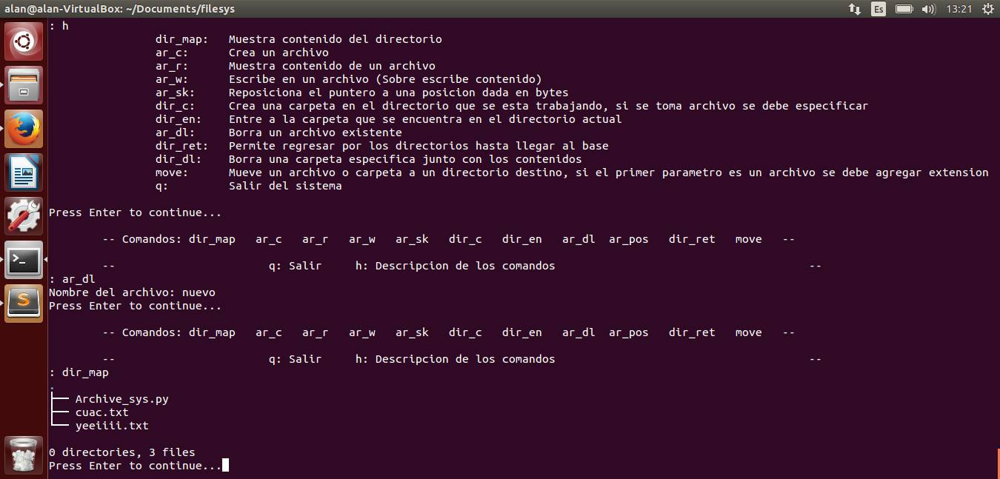 alan@alan-VirtualBox: ~/Documents/filesys Es 13:21
: h
dir_map: Muestra contenido del directorio
ar_c: Crea un archivo
ar_r: Muestra contenido de un archivo
ar_w: Escribe en un archivo (Sobre escribe contenido)
ar_sk: Reposiciona el puntero a una posicion dada en bytes
dir_c: Crea una carpeta en el directorio que se esta trabajando, si se toma archivo se debe especificar
dir_en: Entre a la carpeta que se encuentra en el directorio actual
ar_dl: Borra un archivo existente
dir_ret: Permite regresar por los directorios hasta llegar al base
dir_dl: Borra una carpeta especifica junto con los contenidos
move: Mueve un archivo o carpeta a un directorio destino, si el primer parametro es un archivo se debe agregar extension
q: Salir del sistema
Press Enter to continue...
-- Comandos: dir_map ar_c ar_r ar_w ar_sk dir_c dir_en ar_dl ar_pos dir_ret move --
-- q: Salir h: Descripcion de los comandos --
: ar_dl
Nombre del archivo: nuevo
Press Enter to continue...
-- Comandos: dir_map ar_c ar_r ar_w ar_sk dir_c dir_en ar_dl ar_pos dir_ret move --
-- q: Salir h: Descripcion de los comandos --
: dir_map
.
├── Archive_sys.py
├── cuac.txt
└── yeeiiii.txt
0 directories, 3 files
Press Enter to continue...